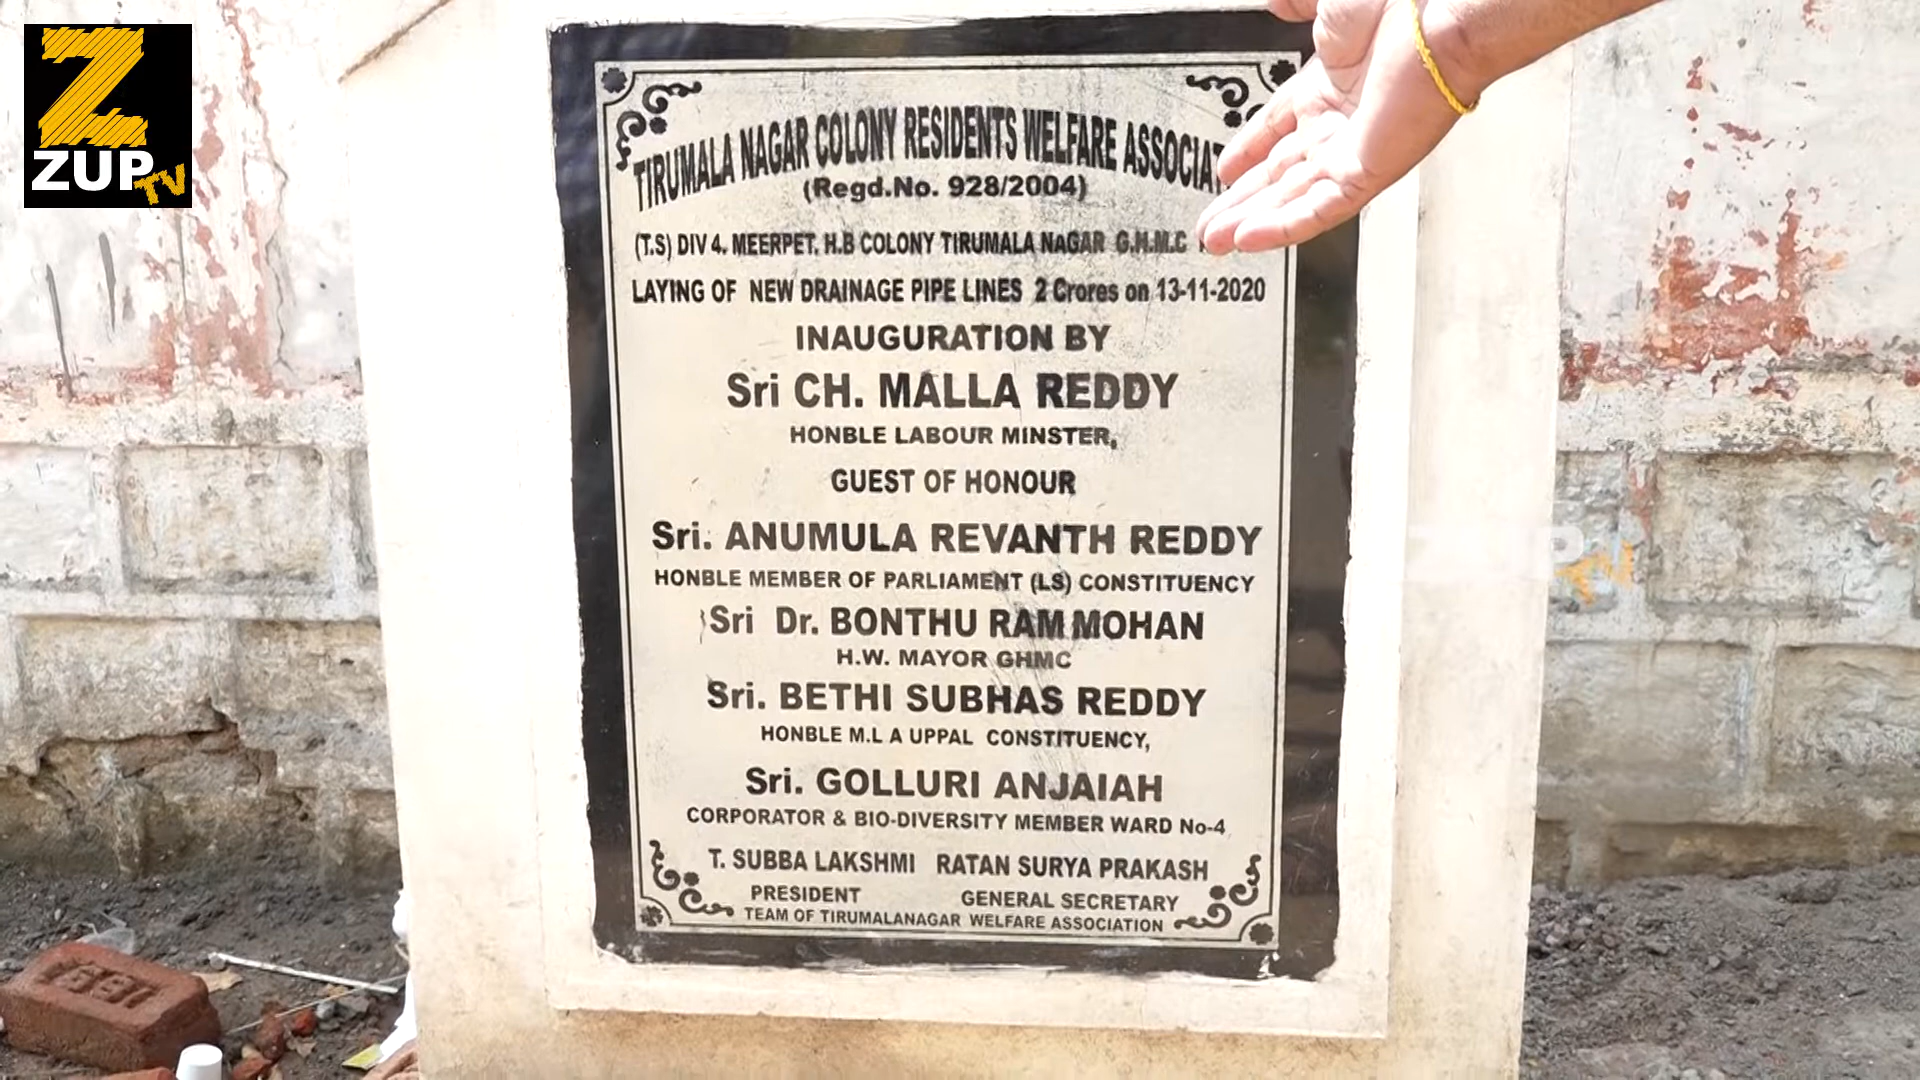 Z
ZUP TV
TIRUMALA NAGAR COLONY RESIDENTS WELFARE
(Regd.No. 928/2004)
(T.S) DIV 4. MEERPET. H.B COLONY TIRUMALA NAGAR G.H.M.C
LAYING OF NEW DRAINAGE PIPE LINES 2 Crores on 13-11-2020
INAUGURATION BY
Sri CH. MALLA REDDY
HONBLE LABOUR MINSTER,
GUEST OF HONOUR
Sri. ANUMULA REVANTH REDDY
HONBLE MEMBER OF PARLIAMENT (LS) CONSTITUENCY
Sri Dr. BONTHU RAM MOHAN
H.W. MAYOR GHMC
Sri. BETHI SUBHAS REDDY
HONBLE M.L A UPPAL CONSTITUENCY,
Sri. GOLLURI ANJAIAH
CORPORATOR & BIO-DIVERSITY MEMBER WARD No-4
T. SUBBA LAKSHMI RATAN SURYA PRAKASH
PRESIDENT GENERAL SECRETARY
TEAM OF TIRUMALANAGAR WELFARE ASSOCIATION